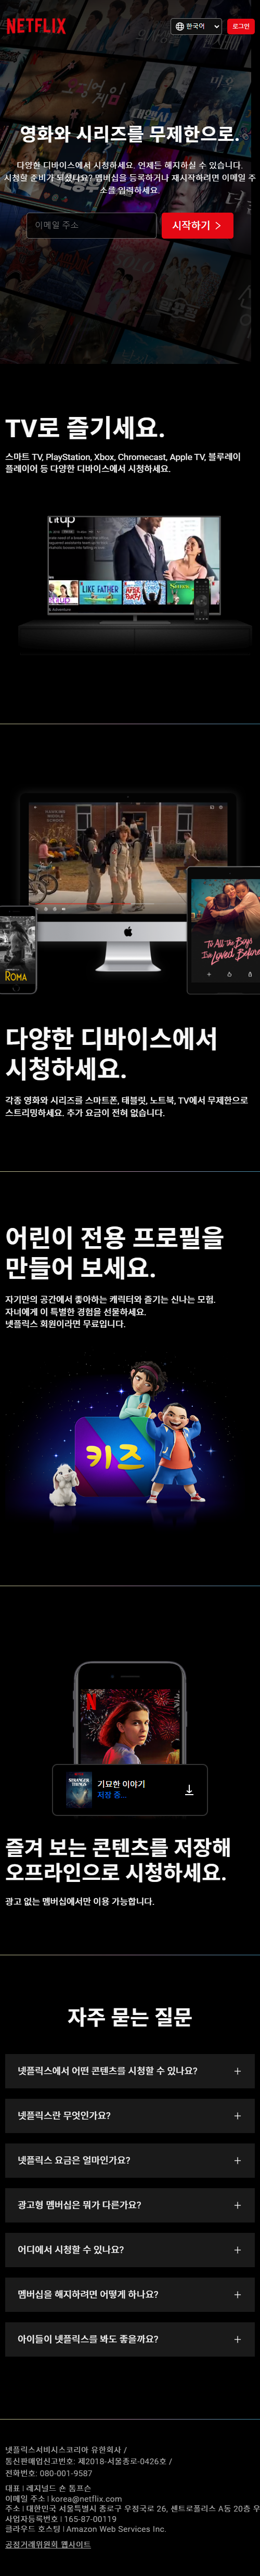 NETFLIX
한국어
로그인
영화와 시리즈를 무제한으로.
다양한 디바이스에서 시청하세요. 언제든 해지하실 수 있습니다.
시청할 준비가 되셨나요? 멤버십을 등록하거나 재시작하려면 이메일 주
소를 입력하세요.
이메일 주소
시작하기
TV로 즐기세요.
스마트 TV, PlayStation, Xbox, Chromecast, Apple TV, 블루레이
플레이어 등 다양한 디바이스에서 시청하세요.
LIKE FATHER
ROMA
To All the Boys
I've Loved Before
다양한 디바이스에서
시청하세요.
각종 영화와 시리즈를 스마트폰, 태블릿, 노트북, TV에서 무제한으로
스트리밍하세요. 추가 요금이 전혀 없습니다.
어린이 전용 프로필을
만들어 보세요.
자기만의 공간에서 좋아하는 캐릭터와 즐기는 신나는 모험.
자녀에게 이 특별한 경험을 선물하세요.
넷플릭스 회원이라면 무료입니다.
키즈
N
STRANGER
THINGS
기묘한 이야기
저장 중...
즐겨 보는 콘텐츠를 저장해
오프라인으로 시청하세요.
광고 없는 멤버십에서만 이용 가능합니다.
자주 묻는 질문
넷플릭스에서 어떤 콘텐츠를 시청할 수 있나요?
넷플릭스란 무엇인가요?
넷플릭스 요금은 얼마인가요?
광고형 멤버십은 뭐가 다른가요?
어디에서 시청할 수 있나요?
멤버십을 해지하려면 어떻게 하나요?
아이들이 넷플릭스를 봐도 좋을까요?
넷플릭스서비시스코리아 유한회사 /
통신판매업신고번호: 제2018-서울종로-0426호 /
전화번호: 080-001-9587
대표 | 레지널드 숀 톰프슨
이메일 주소 | korea@netflix.com
주소 | 대한민국 서울특별시 종로구 우정국로 26, 센트로폴리스 A동 20층 우
사업자등록번호 | 165-87-00119
클라우드 호스팅 | Amazon Web Services Inc.
공정거래위원회 웹사이트